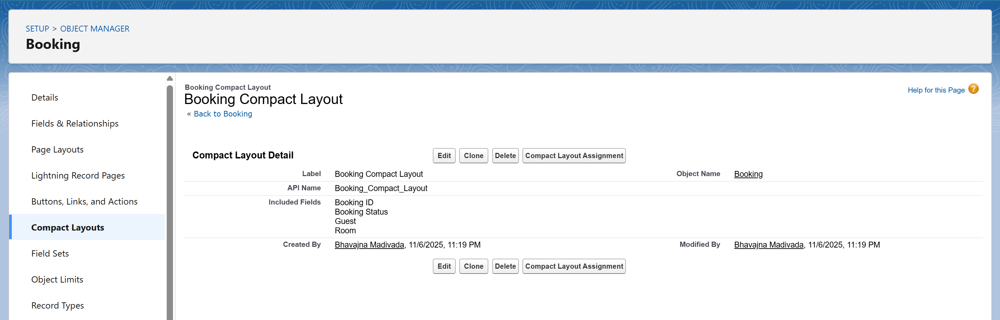 SETUP > OBJECT MANAGER
Booking
Details
Fields & Relationships
Page Layouts
Lightning Record Pages
Buttons, Links, and Actions
Compact Layouts
Field Sets
Object Limits
Record Types
Booking Compact Layout
Booking Compact Layout
« Back to Booking
Help for this Page ?
Compact Layout Detail Edit Clone Delete Compact Layout Assignment
Label Booking Compact Layout Object Name Booking
API Name Booking_Compact_Layout
Included Fields Booking ID
Booking Status
Guest
Room
Created By Bhavajna Madivada, 11/6/2025, 11:19 PM Modified By Bhavajna Madivada, 11/6/2025, 11:19 PM
Edit Clone Delete Compact Layout Assignment